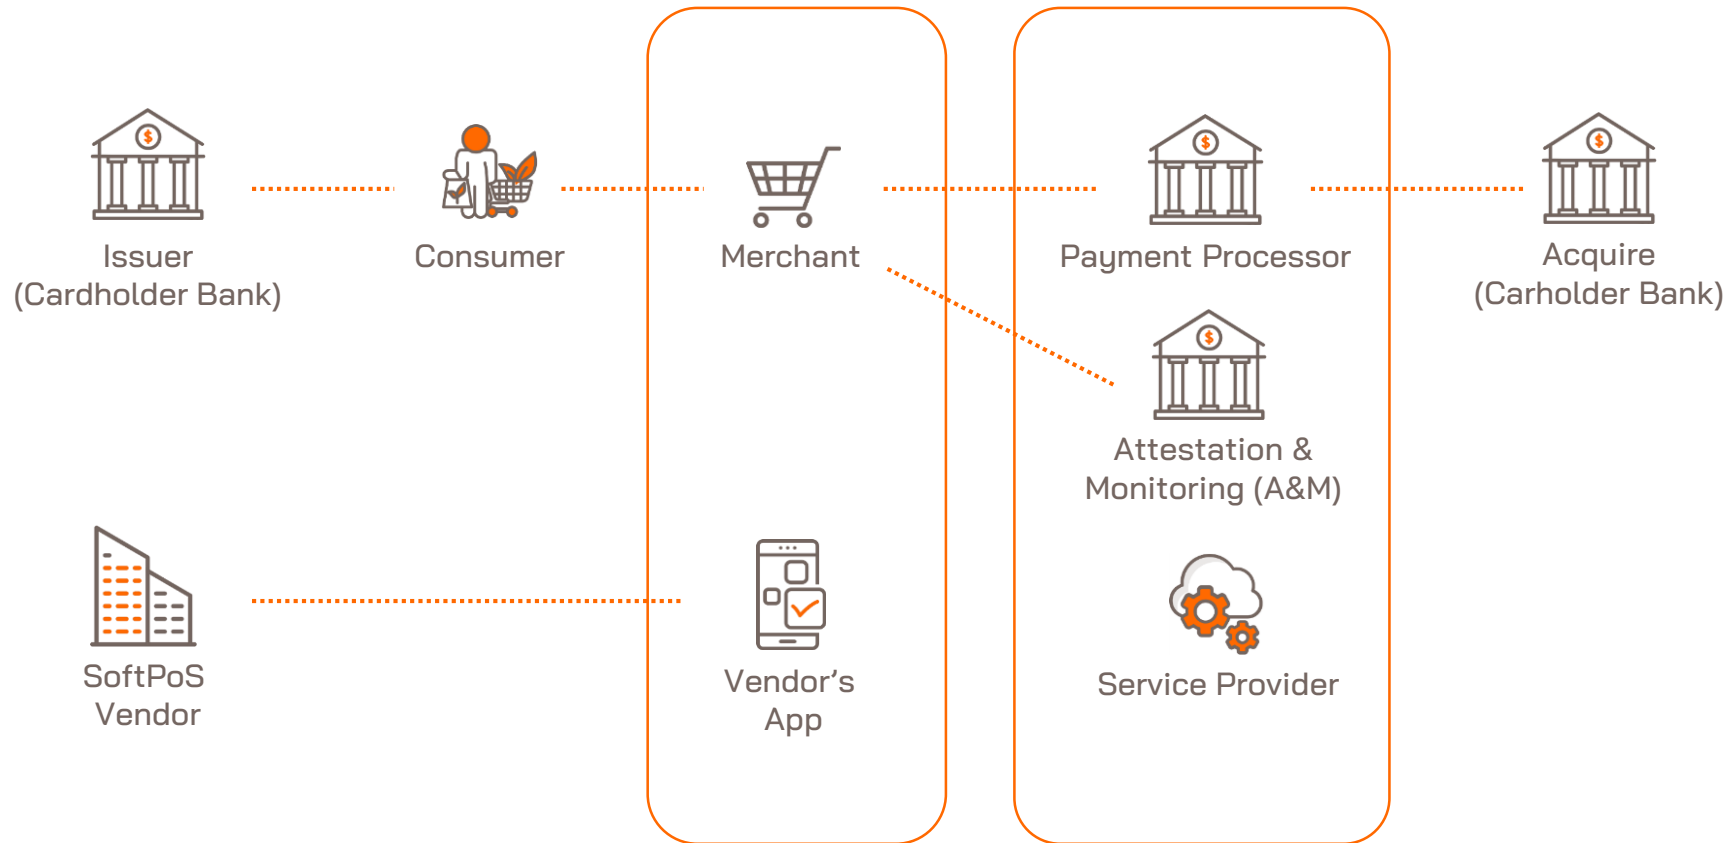 Issuer
(Cardholder Bank)
Consumer
Merchant
Payment Processor
Acquire
(Carholder Bank)
Attestation &
Monitoring (A&M)
SoftPoS
Vendor
Vendor's
App
Service Provider